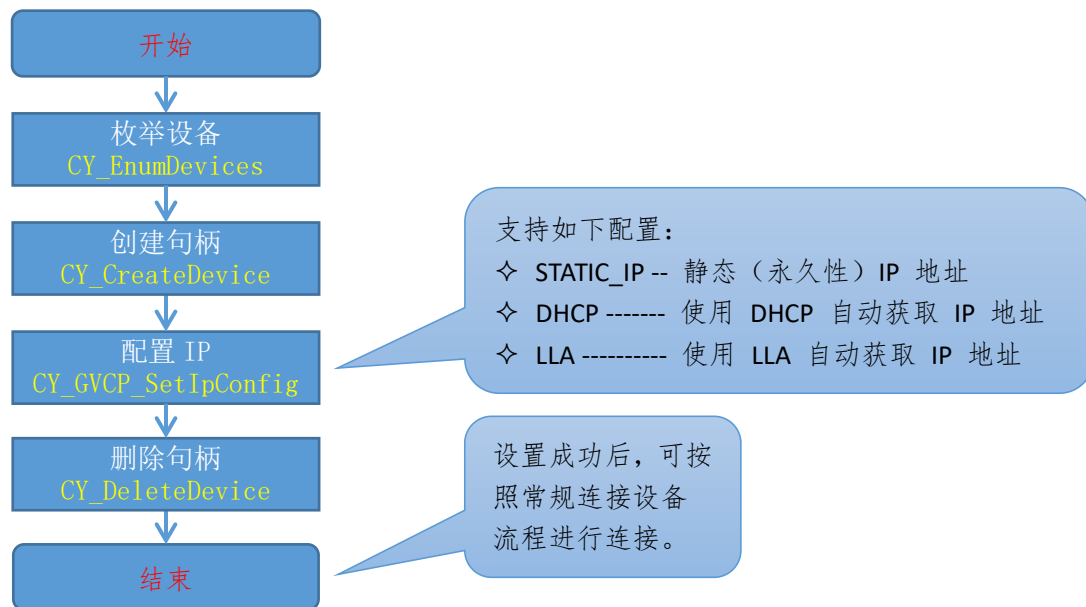 开始
枚举设备
CY_EnumDevices
创建句柄
CY_CreateDevice
配置 IP
CY_GVCP_SetIpConfig
删除句柄
CY_DeleteDevice
结束
支持如下配置:
✧ STATIC_IP -- 静态（永久性）IP 地址
✧ DHCP ------- 使用 DHCP 自动获取 IP 地址
✧ LLA ---------- 使用 LLA 自动获取 IP 地址
设置成功后，可按
照常规连接设备
流程进行连接。